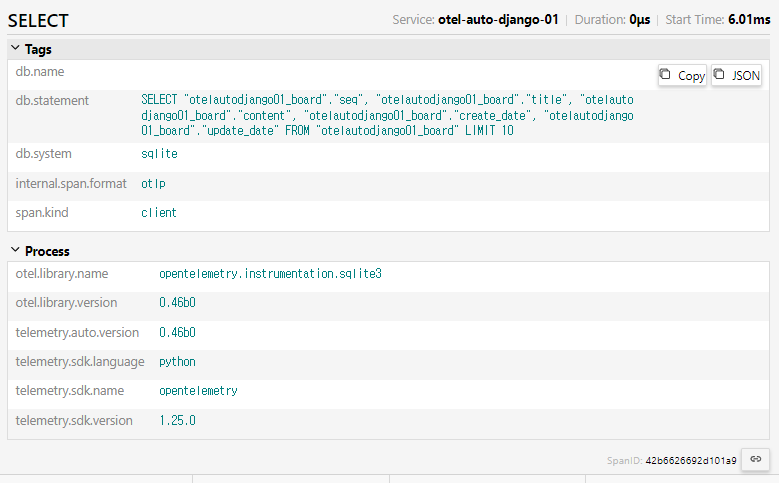 SELECT
Service: otel-auto-django-01 | Duration: 0μs | Start Time: 6.01ms
Tags
db.name
Copy JSON
db.statement SELECT "otelautodjango01_board"."seq", "otelautodjango01_board"."title", "otelauto
django01_board"."content", "otelautodjango01_board"."create_date", "otelautodjango
01_board"."update_date" FROM "otelautodjango01_board" LIMIT 10
db.system sqlite
internal.span.format otlp
span.kind client
Process
otel.library.name opentelemetry.instrumentation.sqlite3
otel.library.version 0.46b0
telemetry.auto.version 0.46b0
telemetry.sdk.language python
telemetry.sdk.name opentelemetry
telemetry.sdk.version 1.25.0
SpanID: 42b6626692d101a9